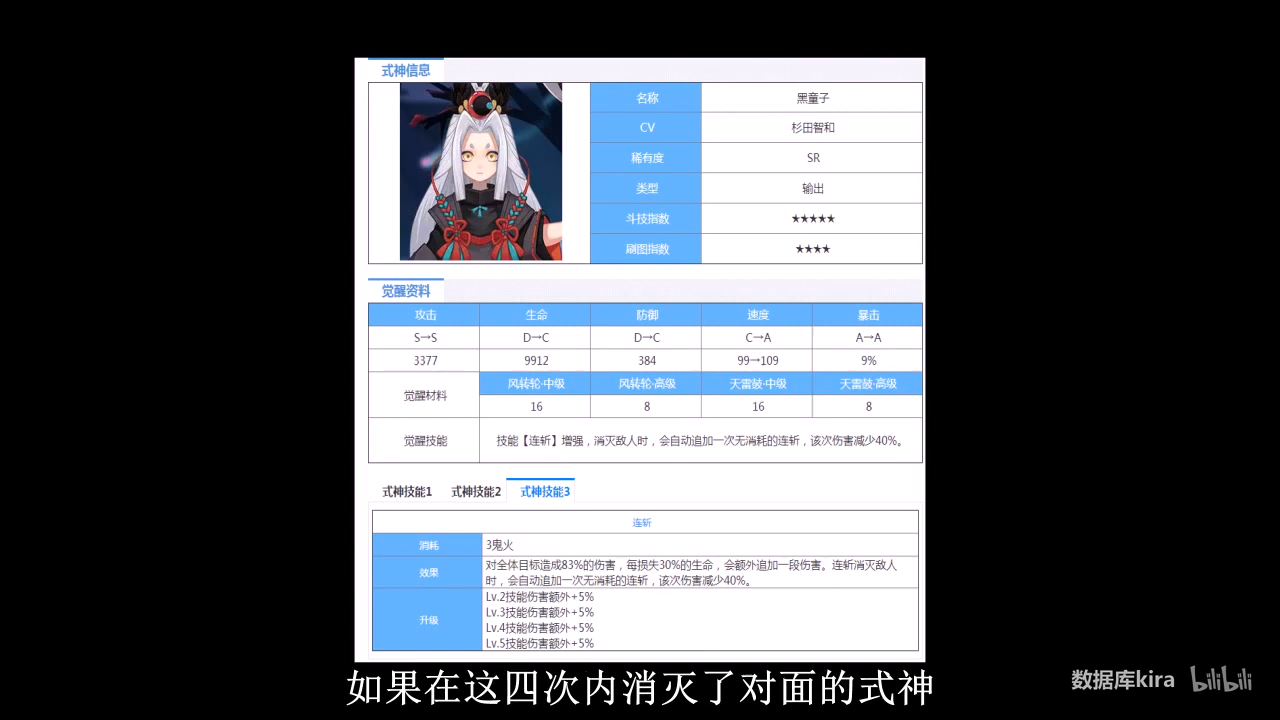 式神信息
名称 黑童子
CV 杉田智和
稀有度 SR
类型 输出
斗技指数 ★★★★★
刷图指数 ★★★★
觉醒资料
攻击 生命 防御 速度 暴击
S→S D→C D→C C→A A→A
3377 9912 384 99→109 9%
觉醒材料 风转轮·中级 风转轮·高级 天雷鼓·中级 天雷鼓·高级
16 8 16 8
觉醒技能 技能【连斩】增强，消灭敌人时，会自动追加一次无消耗的连斩，该次伤害减少40%。
式神技能1 式神技能2 式神技能3
连斩
消耗 3鬼火
效果 对全体目标造成83%的伤害，每损失30%的生命，会额外追加一段伤害。连斩消灭敌人
时，会自动追加一次无消耗的连斩，该次伤害减少40%。
升级 Lv.2技能伤害额外+5%
Lv.3技能伤害额外+5%
Lv.4技能伤害额外+5%
Lv.5技能伤害额外+5%
如果在这四次内消灭了对面的式神
数据库kira bilibili